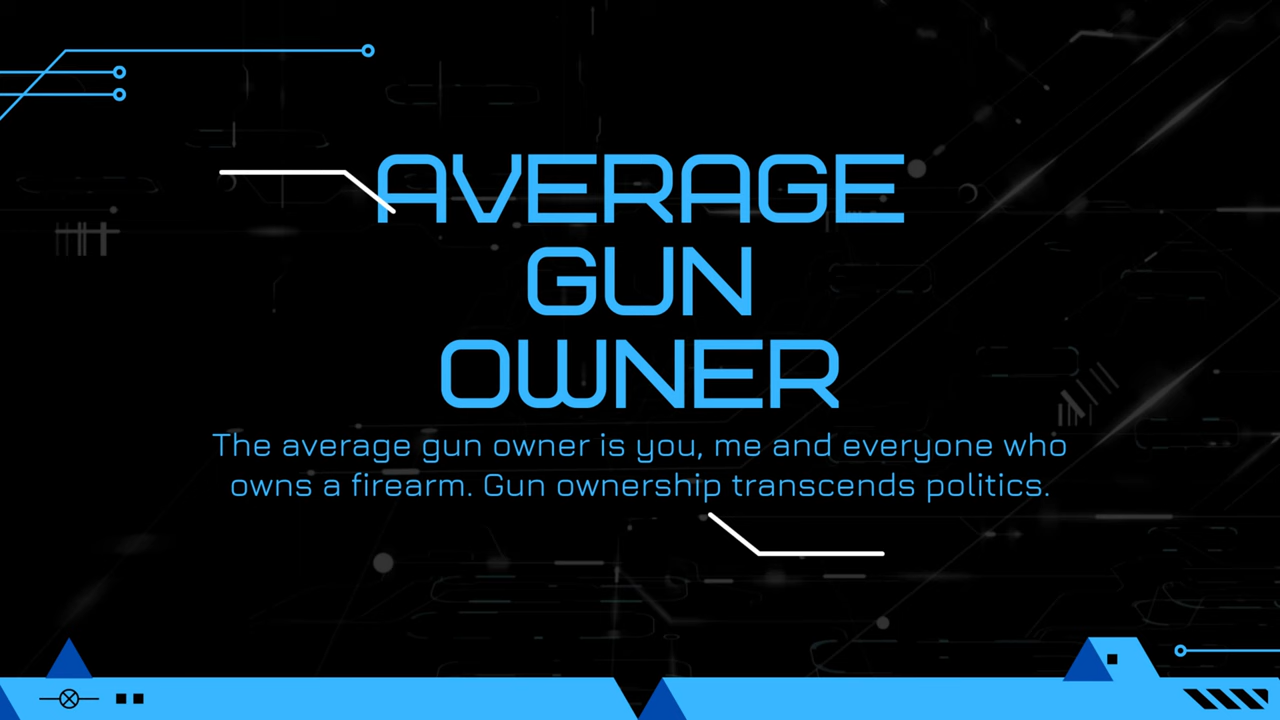 AVERAGE
GUN
OWNER
The average gun owner is you, me and everyone who
owns a firearm. Gun ownership transcends politics.